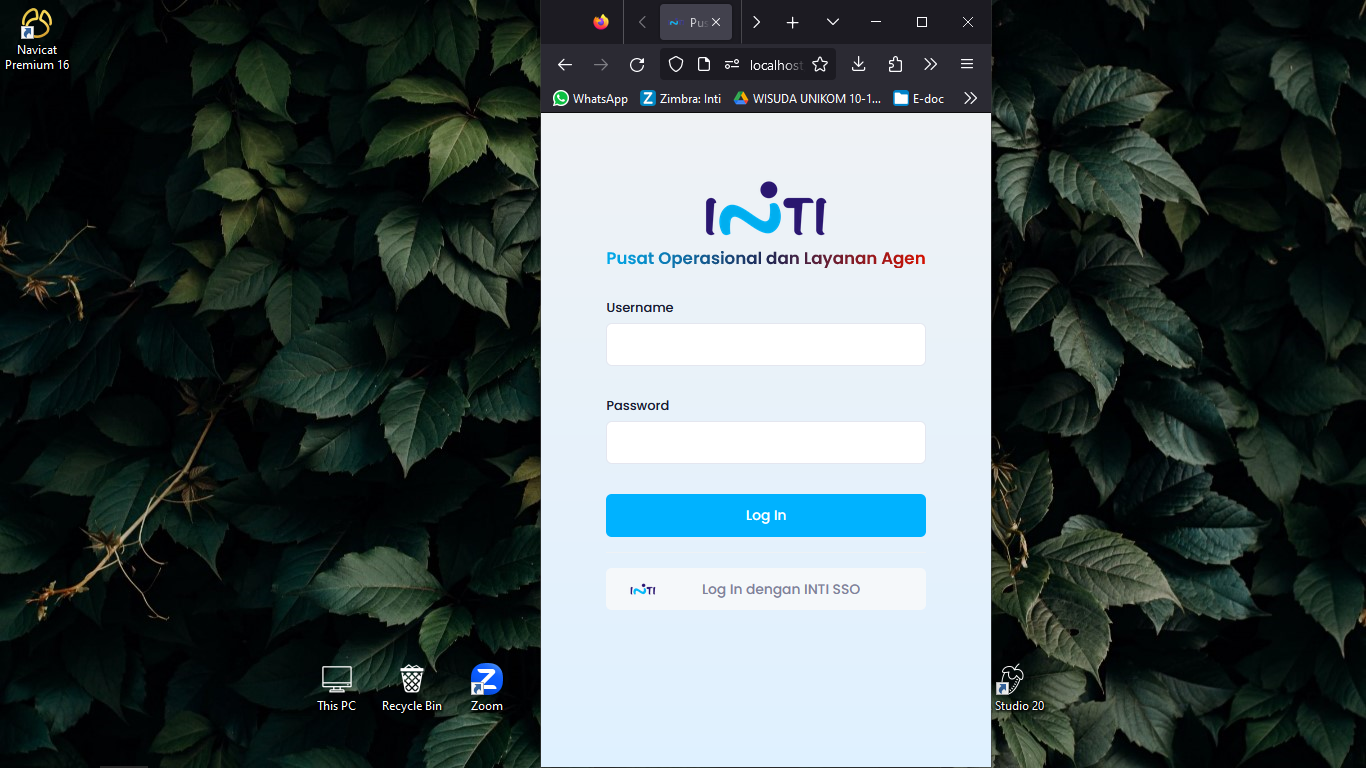 Navicat
Premium 16
Pus
localhost
WhatsApp
Zimbra: Inti
WISUDA UNIKOM 10-1...
E-doc
INTI
Pusat Operasional dan Layanan Agen
Username
Password
Log In
INTI
Log In dengan INTI SSO
This PC
Recycle Bin
Zoom
Studio 20